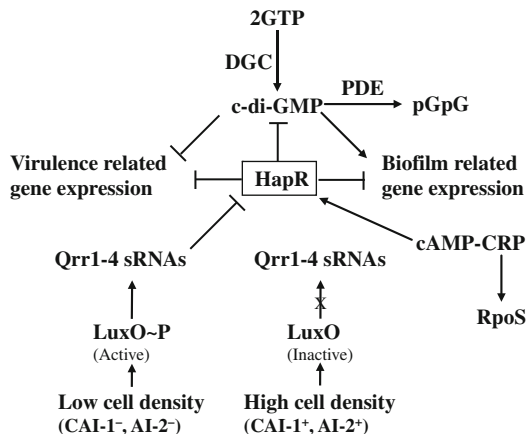 2GTP
DGC
PDE
c-di-GMP
pGpG
Virulence related
gene expression
HapR
Biofilm related
gene expression
Qrr1-4 sRNAs
Qrr1-4 sRNAs
cAMP-CRP
X
RpoS
LuxO~P
(Active)
LuxO
(Inactive)
Low cell density
(CAI-1⁻, AI-2⁻)
High cell density
(CAI-1⁺, AI-2⁺)